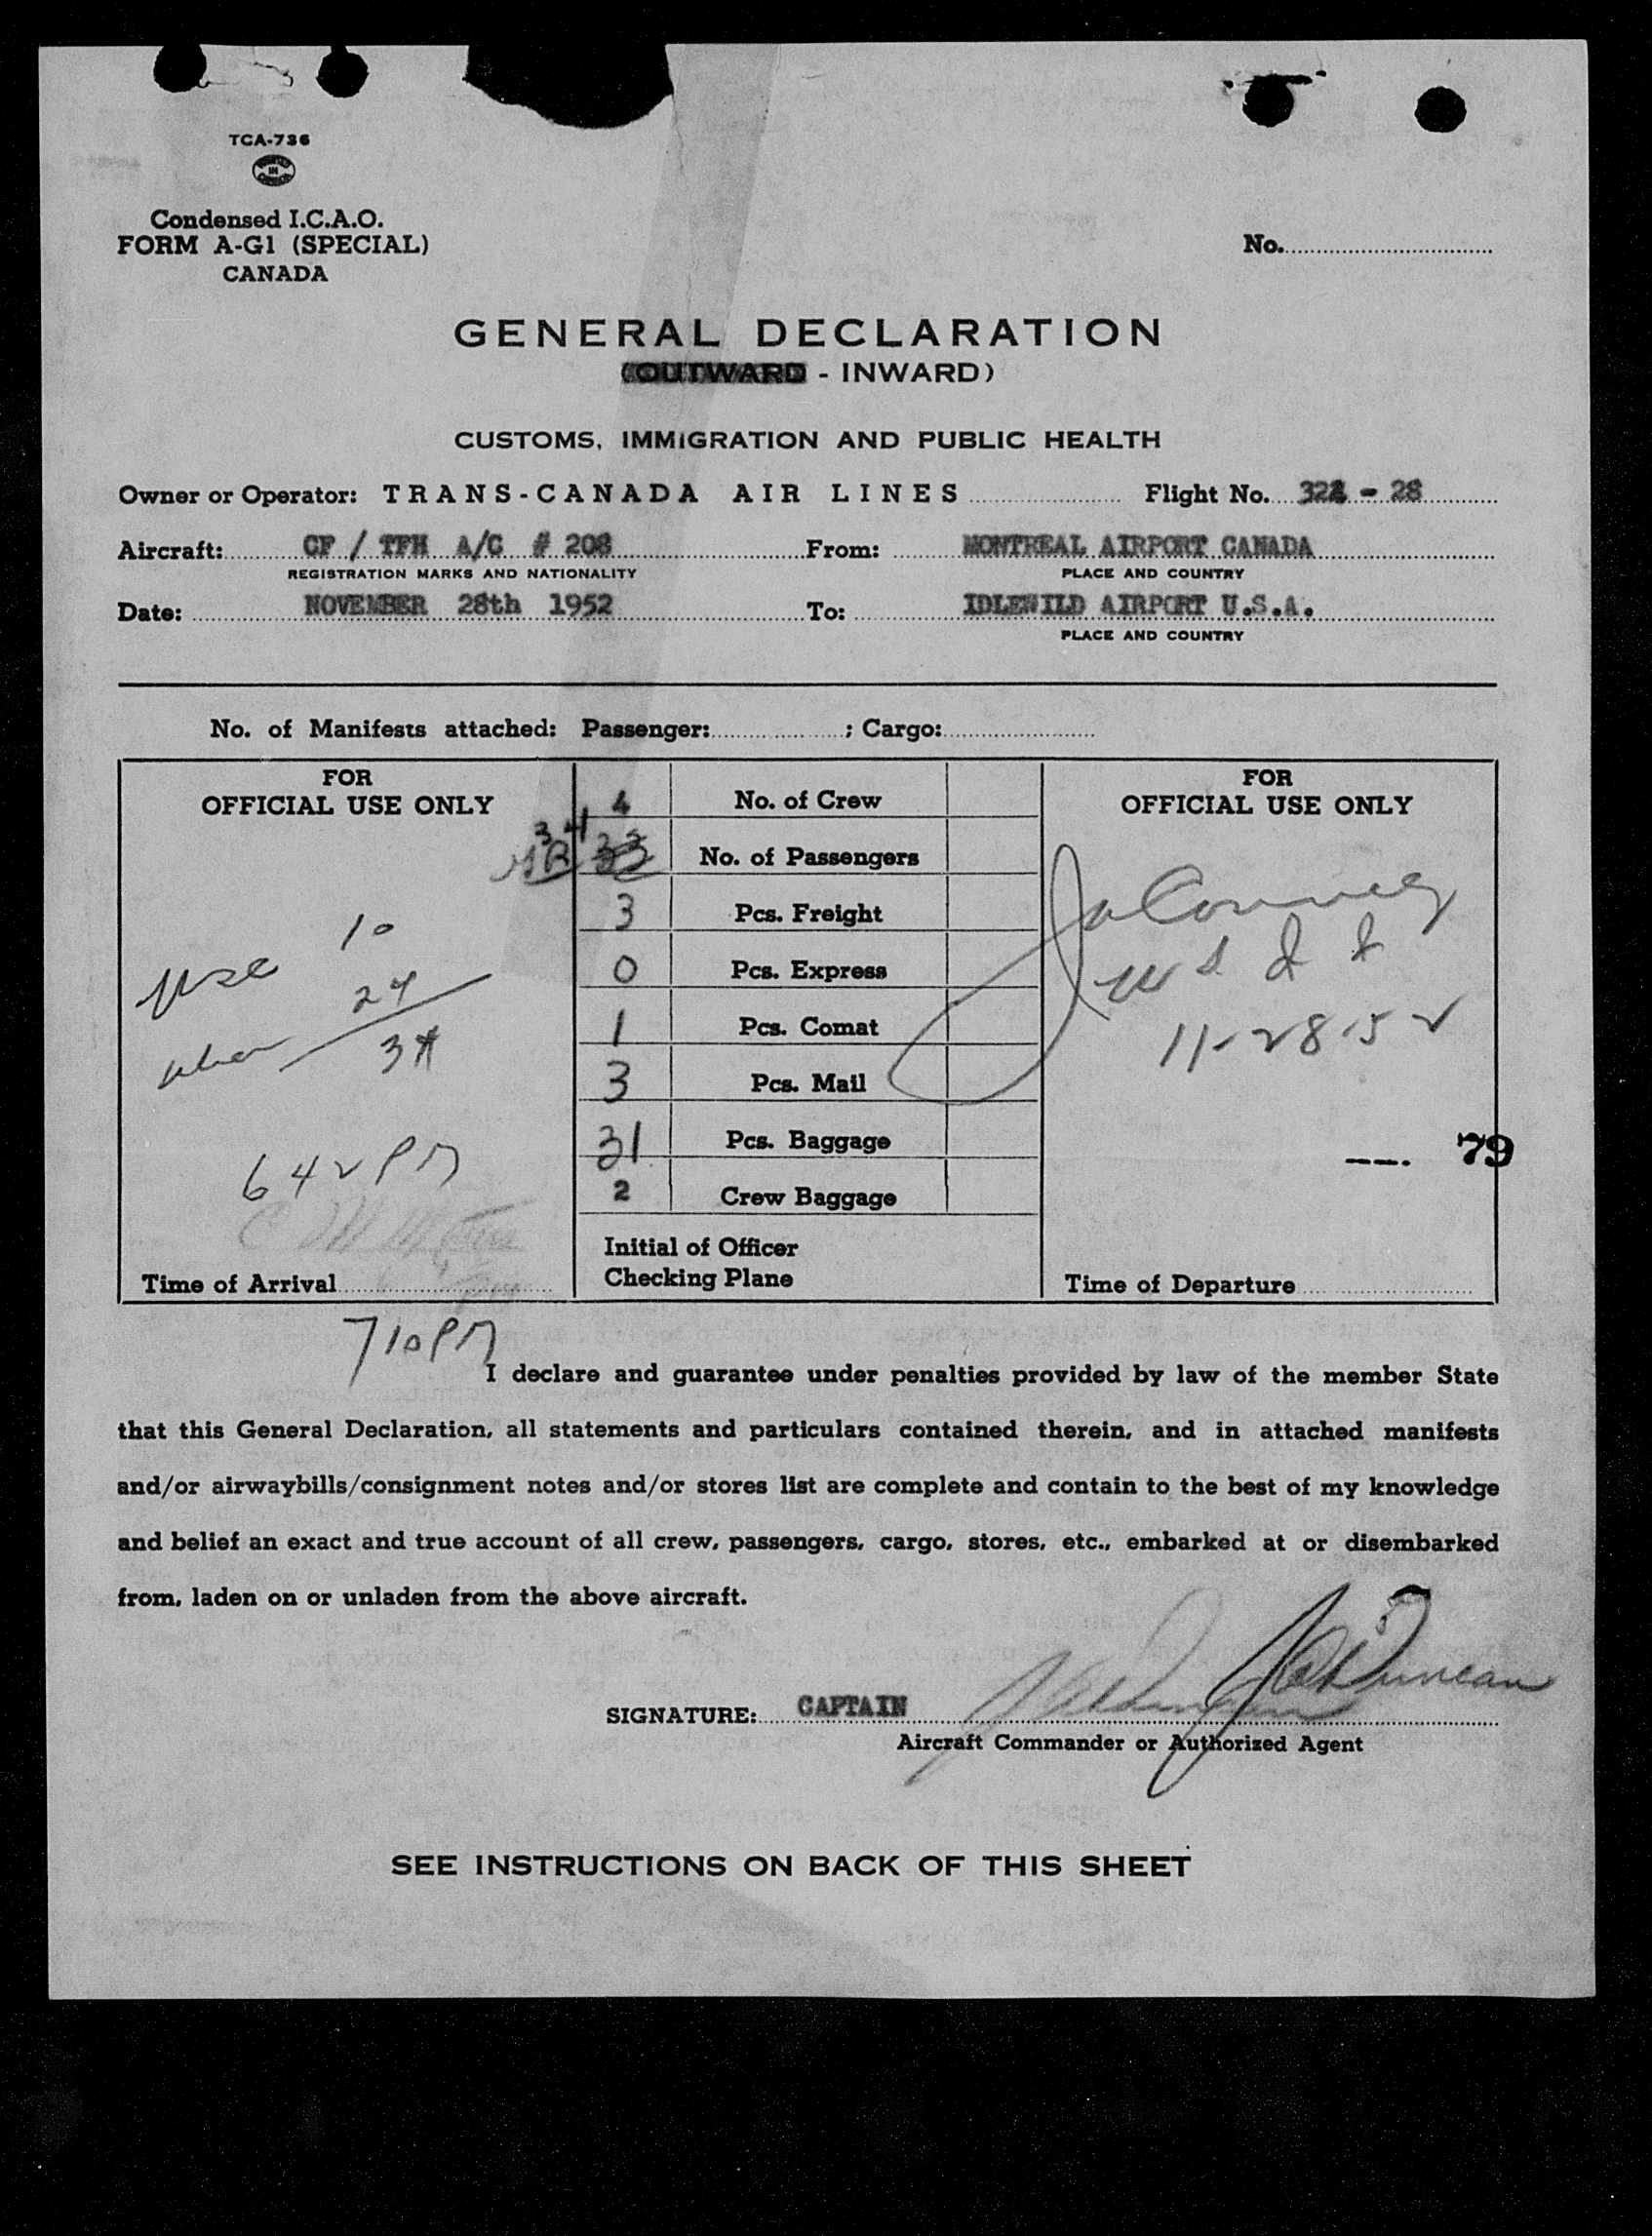 TCA-736
Condensed I.C.A.O.
FORM A-G1 (SPECIAL)
CANADA
No.
GENERAL DECLARATION
(OUTWARD - INWARD)
CUSTOMS, IMMIGRATION AND PUBLIC HEALTH
Owner or Operator: TRANS-CANADA AIR LINES Flight No. - 28
Aircraft: CF / TFH A/C # 208 From: MONTREAL AIRPORT CANADA
REGISTRATION MARKS AND NATIONALITY PLACE AND COUNTRY
Date: NOVEMBER 28th 1952 To: IDLEWILD AIRPORT U.S.A.
PLACE AND COUNTRY
No. of Manifests attached: Passenger: ; Cargo:
FOR
OFFICIAL USE ONLY
USC 10
24
34
642 PM
Time of Arrival
710 PM
4 No. of Crew
34 33 No. of Passengers
3 Pcs. Freight
0 Pcs. Express
1 Pcs. Comat
3 Pcs. Mail
31 Pcs. Baggage
2 Crew Baggage
Initial of Officer
Checking Plane
FOR
OFFICIAL USE ONLY
11-28-52
79
Time of Departure
I declare and guarantee under penalties provided by law of the member State
that this General Declaration, all statements and particulars contained therein, and in attached manifests
and/or airwaybills/consignment notes and/or stores list are complete and contain to the best of my knowledge
and belief an exact and true account of all crew, passengers, cargo, stores, etc., embarked at or disembarked
from, laden on or unladen from the above aircraft.
SIGNATURE: CAPTAIN Duncan
Aircraft Commander or Authorized Agent
SEE INSTRUCTIONS ON BACK OF THIS SHEET